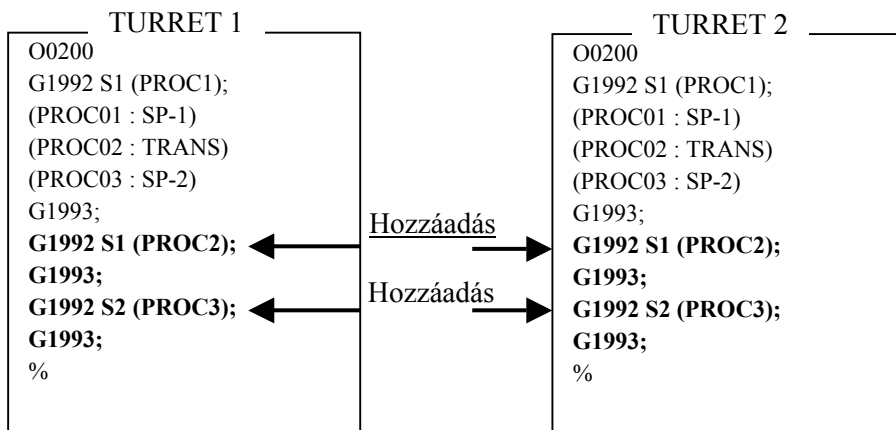 TURRET 1
O0200
G1992 S1 (PROC1);
(PROC01 : SP-1)
(PROC02 : TRANS)
(PROC03 : SP-2)
G1993;
G1992 S1 (PROC2);
G1993;
G1992 S2 (PROC3);
G1993;
%
Hozzáadás
Hozzáadás
TURRET 2
O0200
G1992 S1 (PROC1);
(PROC01 : SP-1)
(PROC02 : TRANS)
(PROC03 : SP-2)
G1993;
G1992 S1 (PROC2);
G1993;
G1992 S2 (PROC3);
G1993;
%